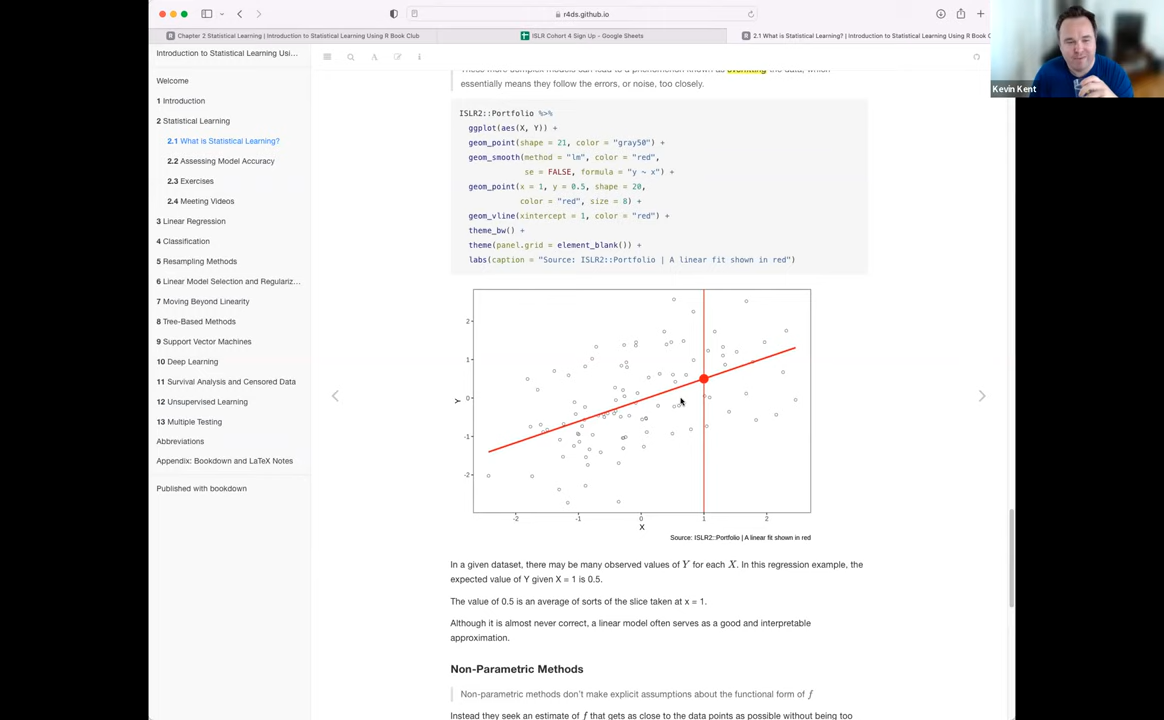 r4ds.github.io
Chapter 2 Statistical Learning | Introduction to Statistical Learning Using R Book Club
ISLR Cohort 4 Sign Up - Google Sheets
2.1 What is Statistical Learning? | Introduction to Statistical Learning Using R Book C
Kevin Kent
Introduction to Statistical Learning Usi...
Welcome
1 Introduction
2 Statistical Learning
2.1 What is Statistical Learning?
2.2 Assessing Model Accuracy
2.3 Exercises
2.4 Meeting Videos
3 Linear Regression
4 Classification
5 Resampling Methods
6 Linear Model Selection and Regulariz...
7 Moving Beyond Linearity
8 Tree-Based Methods
9 Support Vector Machines
10 Deep Learning
11 Survival Analysis and Censored Data
12 Unsupervised Learning
13 Multiple Testing
Abbreviations
Appendix: Bookdown and LaTeX Notes
Published with bookdown
These more complex models can lead to a phenomenon known as overfitting the data, which
essentially means they follow the errors, or noise, too closely.
ISLR2::Portfolio %>%
ggplot(aes(X, Y)) +
geom_point(shape = 21, color = "gray50") +
geom_smooth(method = "lm", color = "red",
se = FALSE, formula = "y ~ x") +
geom_point(x = 1, y = 0.5, shape = 20,
color = "red", size = 8) +
geom_vline(xintercept = 1, color = "red") +
theme_bw() +
theme(panel.grid = element_blank()) +
labs(caption = "Source: ISLR2::Portfolio | A linear fit shown in red")
2
1
0
-1
-2
Y
-2 -1 0 1 2
X
Source: ISLR2::Portfolio | A linear fit shown in red
In a given dataset, there may be many observed values of Y for each X. In this regression example, the
expected value of Y given X = 1 is 0.5.
The value of 0.5 is an average of sorts of the slice taken at x = 1.
Although it is almost never correct, a linear model often serves as a good and interpretable
approximation.
Non-Parametric Methods
Non-parametric methods don't make explicit assumptions about the functional form of f
Instead they seek an estimate of f that gets as close to the data points as possible without being too